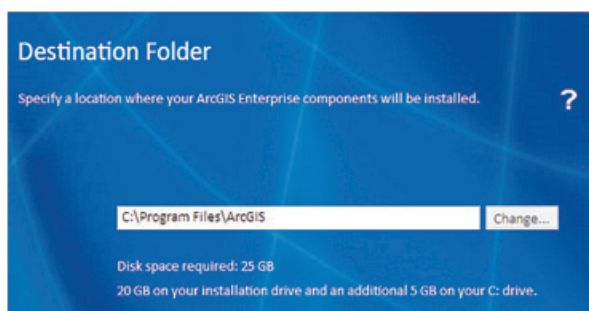 Destination Folder
Specify a location where your ArcGIS Enterprise components will be installed.
?
C:\Program Files\ArcGIS
Change...
Disk space required: 25 GB
20 GB on your installation drive and an additional 5 GB on your C: drive.